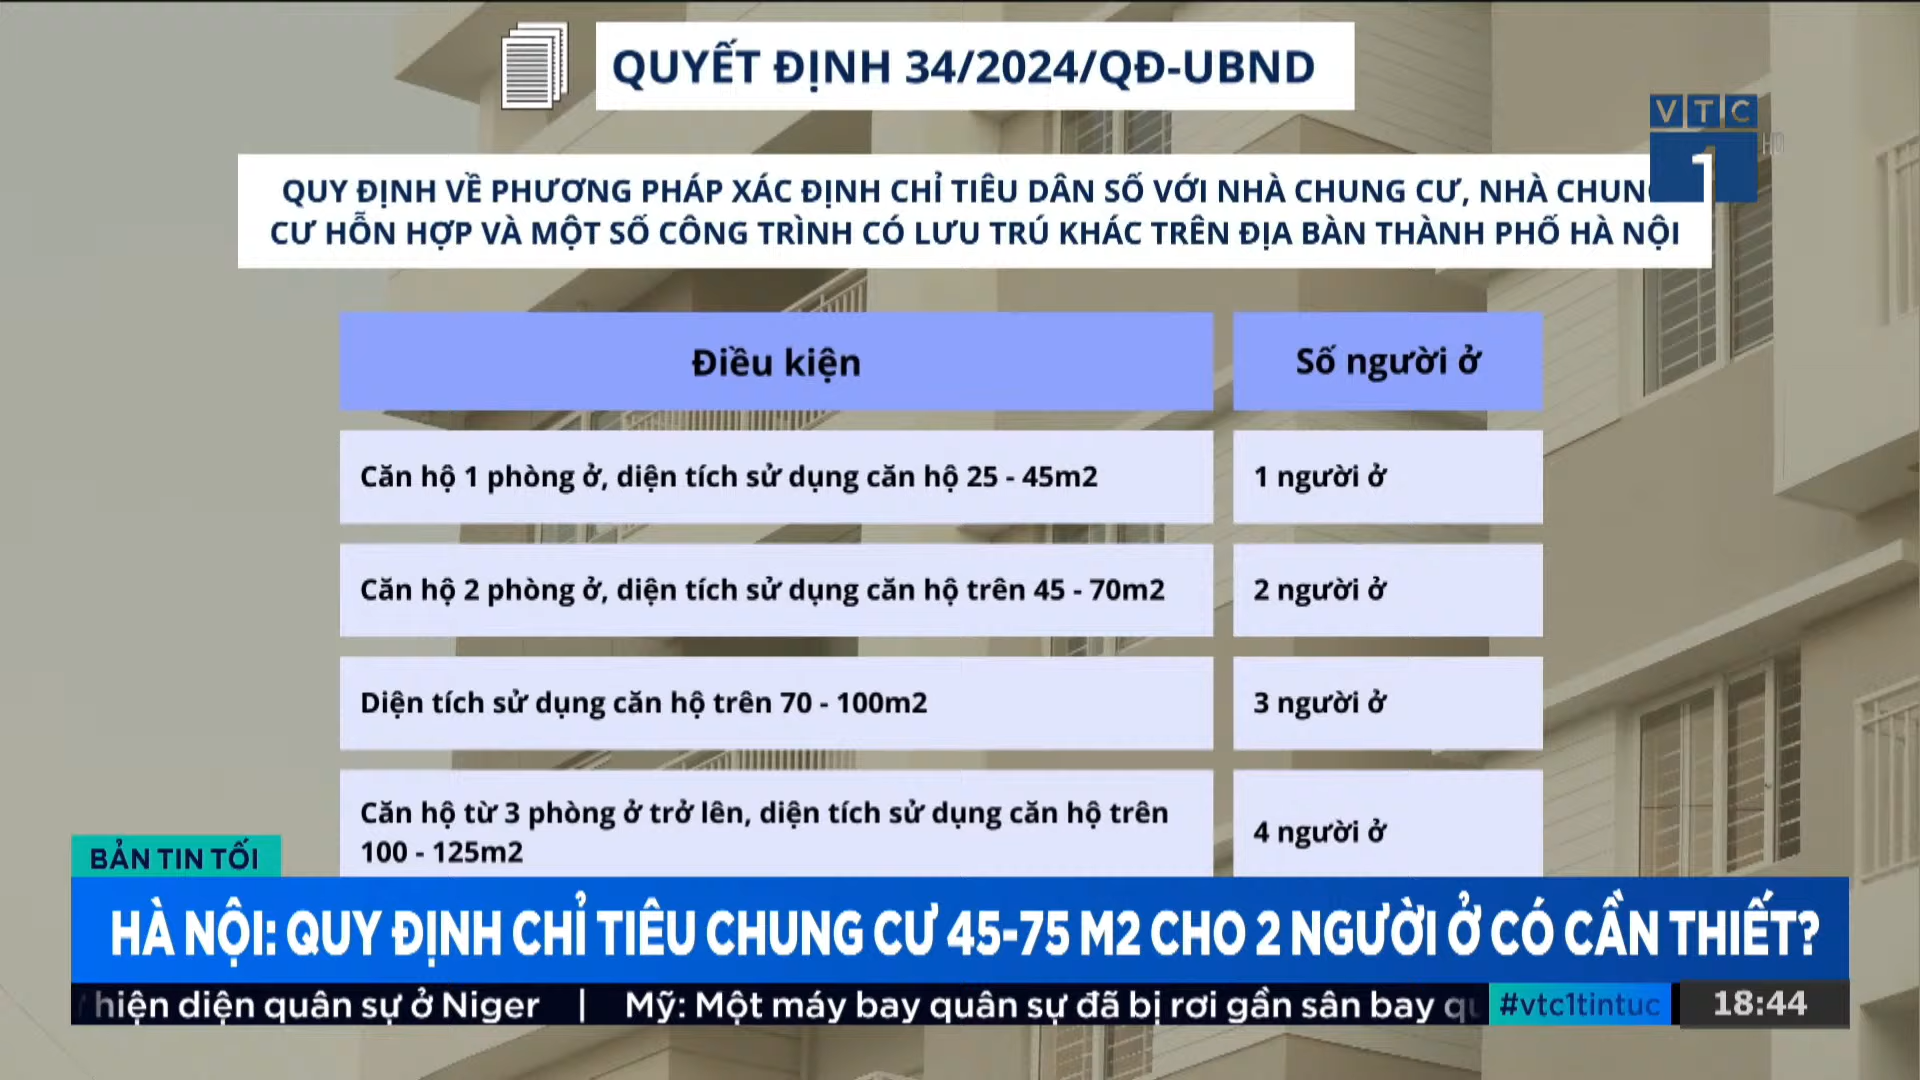 QUYẾT ĐỊNH 34/2024/QĐ-UBND
VTC
1
HD
QUY ĐỊNH VỀ PHƯƠNG PHÁP XÁC ĐỊNH CHỈ TIÊU DÂN SỐ VỚI NHÀ CHUNG CƯ, NHÀ CHUNG
CƯ HỖN HỢP VÀ MỘT SỐ CÔNG TRÌNH CÓ LƯU TRÚ KHÁC TRÊN ĐỊA BÀN THÀNH PHỐ HÀ NỘI
Điều kiện
Số người ở
Căn hộ 1 phòng ở, diện tích sử dụng căn hộ 25 - 45m2
1 người ở
Căn hộ 2 phòng ở, diện tích sử dụng căn hộ trên 45 - 70m2
2 người ở
Diện tích sử dụng căn hộ trên 70 - 100m2
3 người ở
Căn hộ từ 3 phòng ở trở lên, diện tích sử dụng căn hộ trên
100 - 125m2
4 người ở
BẢN TIN TỐI
HÀ NỘI: QUY ĐỊNH CHỈ TIÊU CHUNG CƯ 45-75 M2 CHO 2 NGƯỜI Ở CÓ CẦN THIẾT?
hiện diện quân sự ở Niger | Mỹ: Một máy bay quân sự đã bị rơi gần sân bay
#vtc1tintuc
18:44